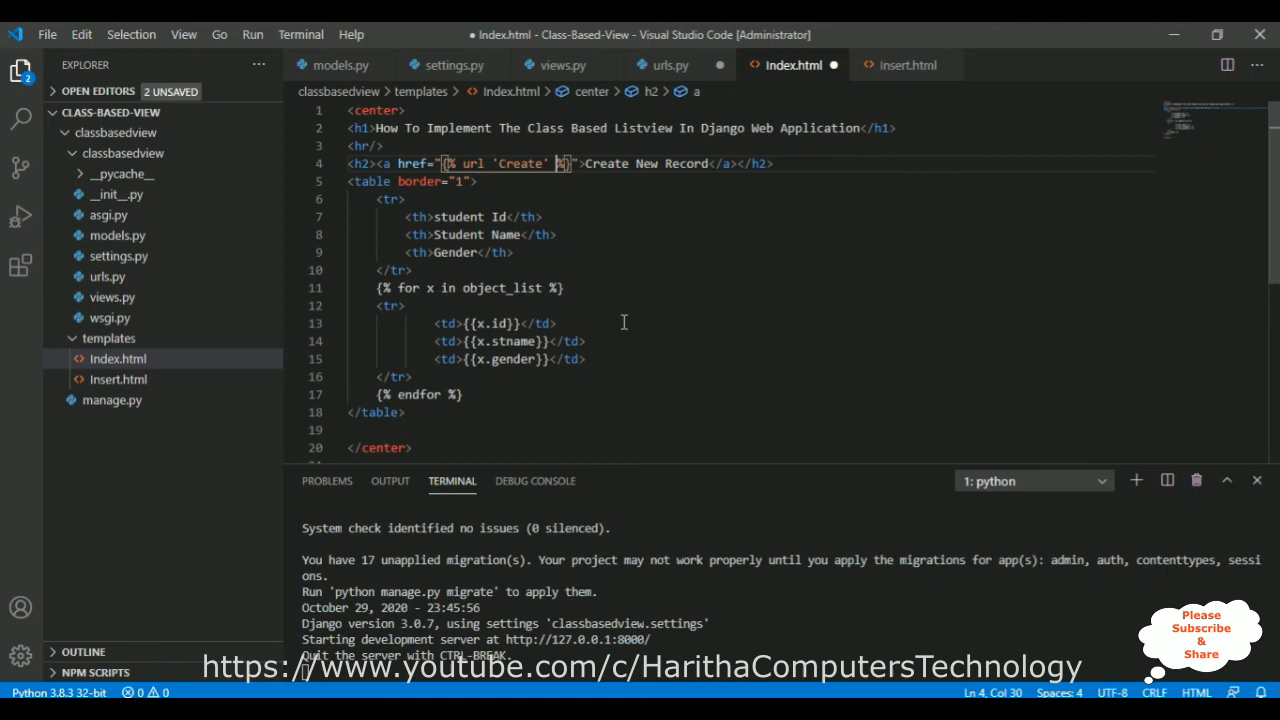 File Edit Selection View Go Run Terminal Help
● Index.html - Class-Based-View - Visual Studio Code [Administrator]
EXPLORER
models.py settings.py views.py urls.py ● Index.html ● Insert.html
OPEN EDITORS 2 UNSAVED
CLASS-BASED-VIEW
classbasedview
classbasedview
__pycache__
__init__.py
asgi.py
models.py
settings.py
urls.py
views.py
wsgi.py
templates
Index.html
Insert.html
manage.py
OUTLINE
NPM SCRIPTS
2
classbasedview > templates > Index.html > center > h2 > a
1 <center>
2 <h1>How To Implement The Class Based Listview In Django Web Application</h1>
3 <hr/>
4 <h2><a href="{% url 'Create' %}">Create New Record</a></h2>
5 <table border="1">
6 <tr>
7 <th>student Id</th>
8 <th>Student Name</th>
9 <th>Gender</th>
10 </tr>
11 {% for x in object_list %}
12 <tr>
13 <td>{{x.id}}</td>
14 <td>{{x.stname}}</td>
15 <td>{{x.gender}}</td>
16 </tr>
17 {% endfor %}
18 </table>
19
20 </center>
PROBLEMS OUTPUT TERMINAL DEBUG CONSOLE 1: python
System check identified no issues (0 silenced).
You have 17 unapplied migration(s). Your project may not work properly until you apply the migrations for app(s): admin, auth, contenttypes, sessi
ons.
Run 'python manage.py migrate' to apply them.
October 29, 2020 - 23:45:56
Django version 3.0.7, using settings 'classbasedview.settings'
Starting development server at http://127.0.0.1:8000/
Quit the server with CTRL-BREAK.
https://www.youtube.com/c/HarithaComputersTechnology
Please
Subscribe
&
Share
Python 3.8.3 32-bit 0 0 Ln 4, Col 30 Spaces: 4 UTF-8 CRLF HTML